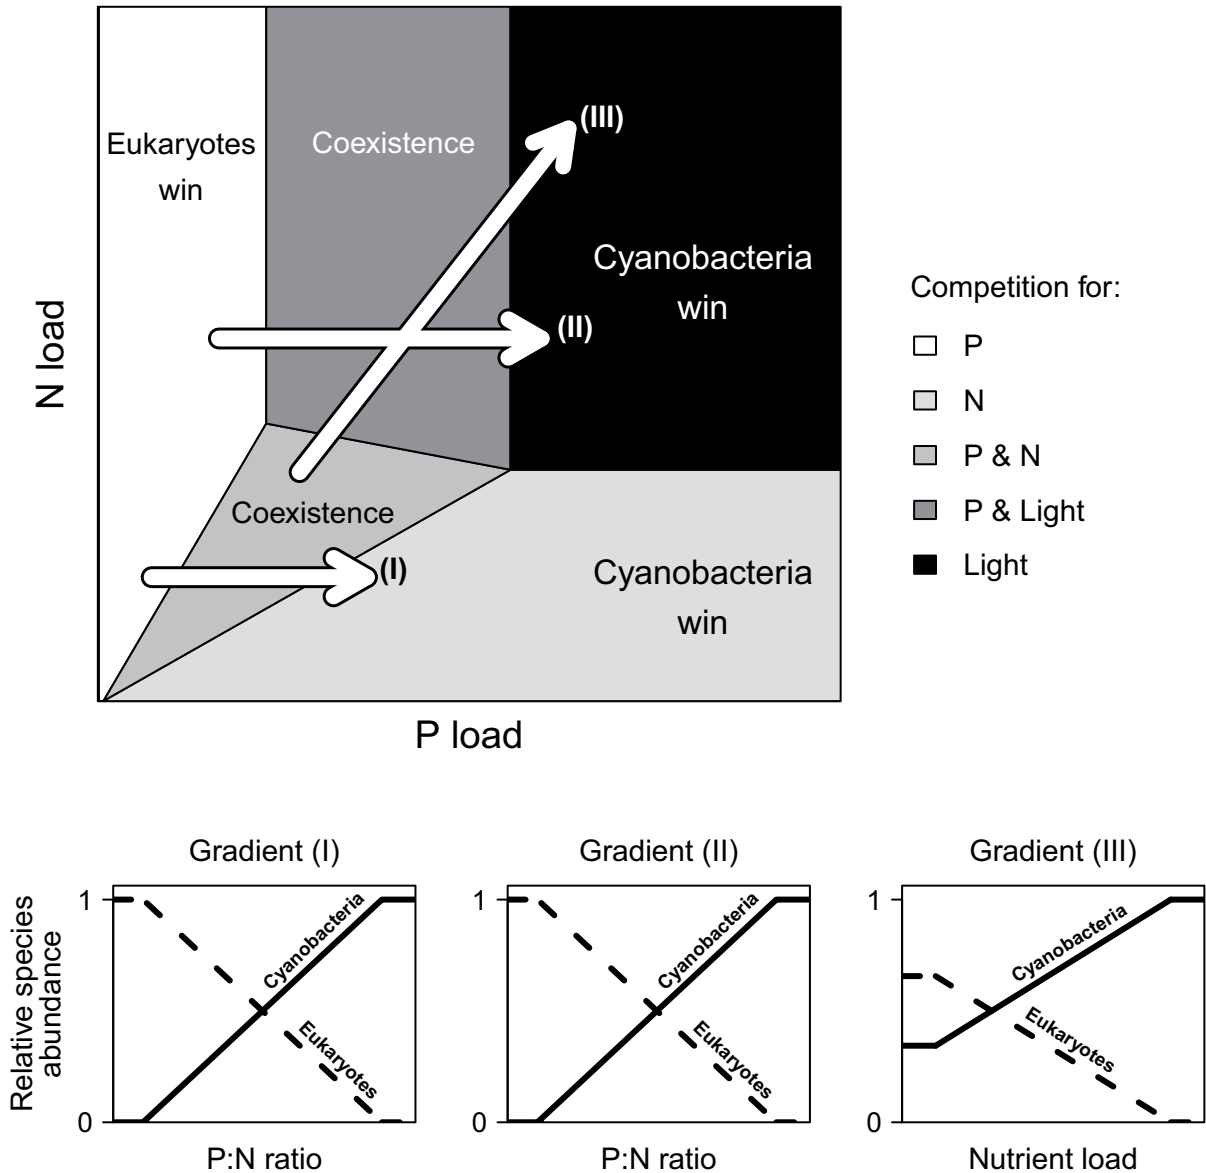 (III)
Eukaryotes
win
Coexistence
Cyanobacteria
win
(II)
N load
Coexistence
(I)
Cyanobacteria
win
P load
Competition for:
P
N
P & N
P & Light
Light
Gradient (I)
Gradient (II)
Gradient (III)
Relative species
abundance
1
0
Cyanobacteria
Eukaryotes
P:N ratio
1
0
Cyanobacteria
Eukaryotes
P:N ratio
1
0
Cyanobacteria
Eukaryotes
Nutrient load